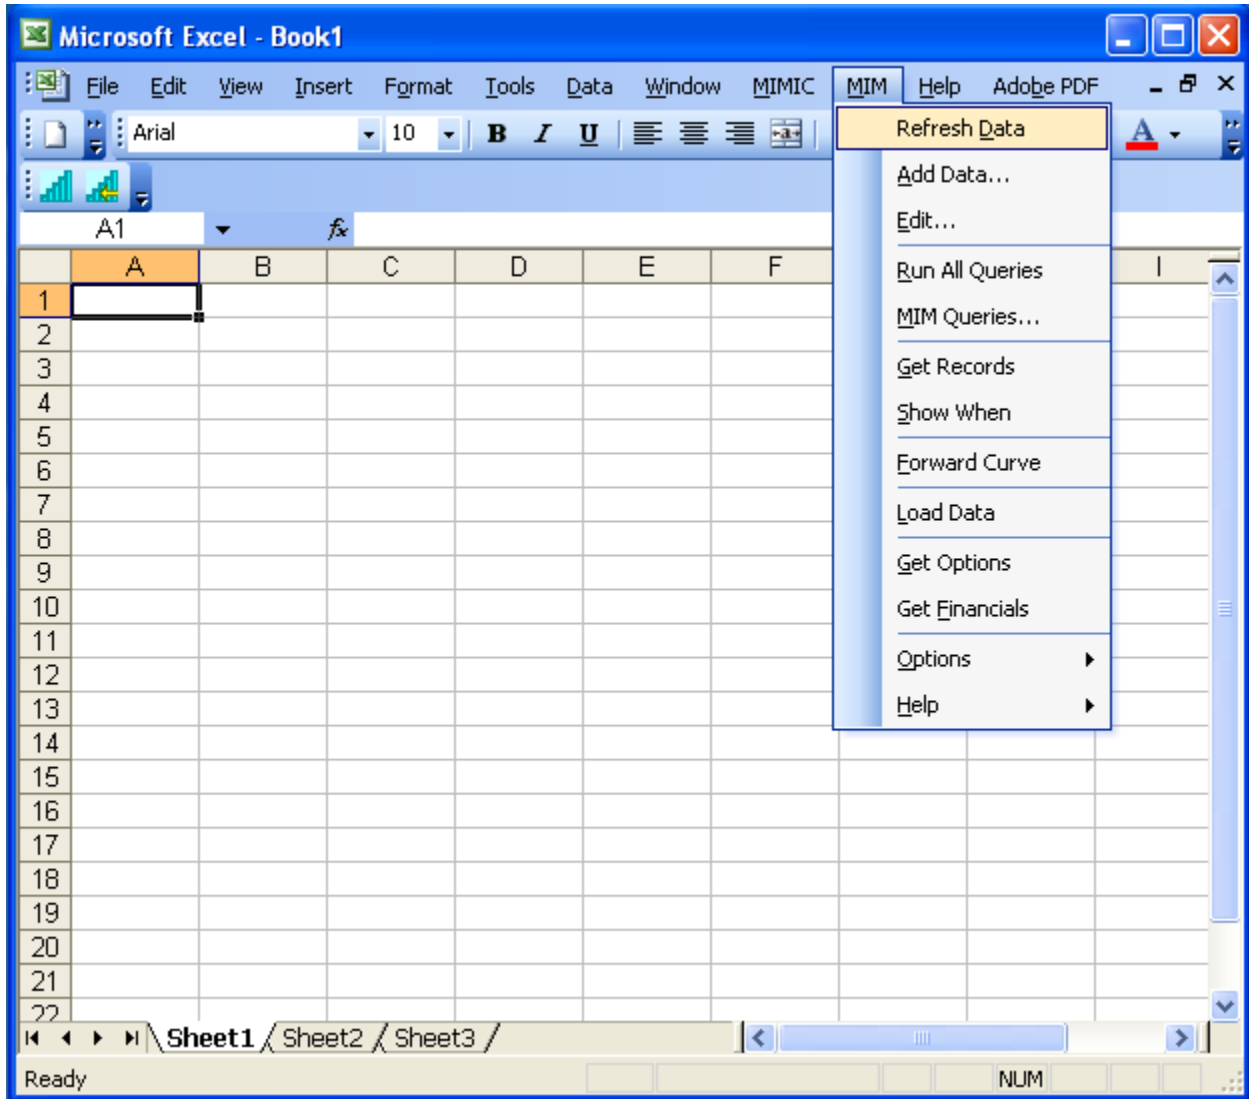 Microsoft Excel - Book1
File Edit View Insert Format Tools Data Window MIMIC MIM Help Adobe PDF
Arial 10 B I U A
A1 fx
A B C D E F I
1
2
3
4
5
6
7
8
9
10
11
12
13
14
15
16
17
18
19
20
21
22
Refresh Data
Add Data...
Edit...
Run All Queries
MIM Queries...
Get Records
Show When
Forward Curve
Load Data
Get Options
Get Financials
Options
Help
Sheet1 Sheet2 Sheet3
Ready NUM